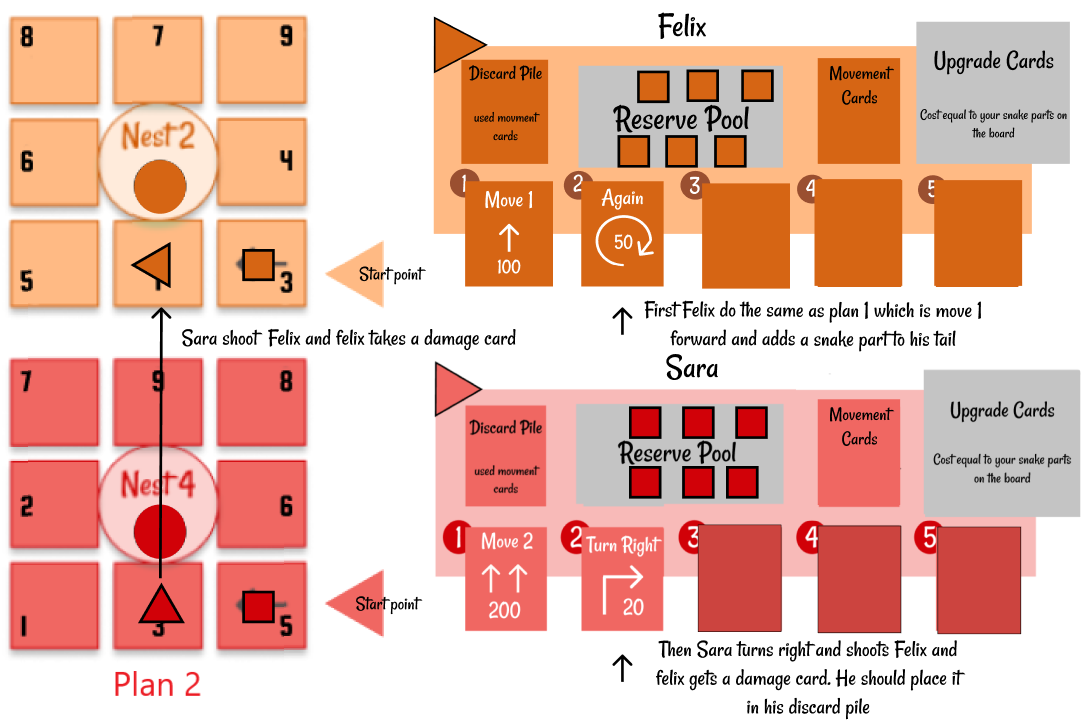 8
7
9
Nest 2
6
4
5
1
3
Start point
Sara shoot Felix and felix takes a damage card
7
9
8
Nest 4
2
6
1
3
5
Start point
Plan 2
Felix
Discard Pile
used movment
cards
Reserve Pool
Movement
Cards
Upgrade Cards
Cost equal to your snake parts on
the board
1
2
3
4
5
Move 1
100
Again
50
First Felix do the same as plan 1 which is move 1
forward and adds a snake part to his tail
Sara
Discard Pile
used movment
cards
Reserve Pool
Movement
Cards
Upgrade Cards
Cost equal to your snake parts
on the board
1
2
3
4
5
Move 2
200
Turn Right
20
Then Sara turns right and shoots Felix and
felix gets a damage card. He should place it
in his discard pile